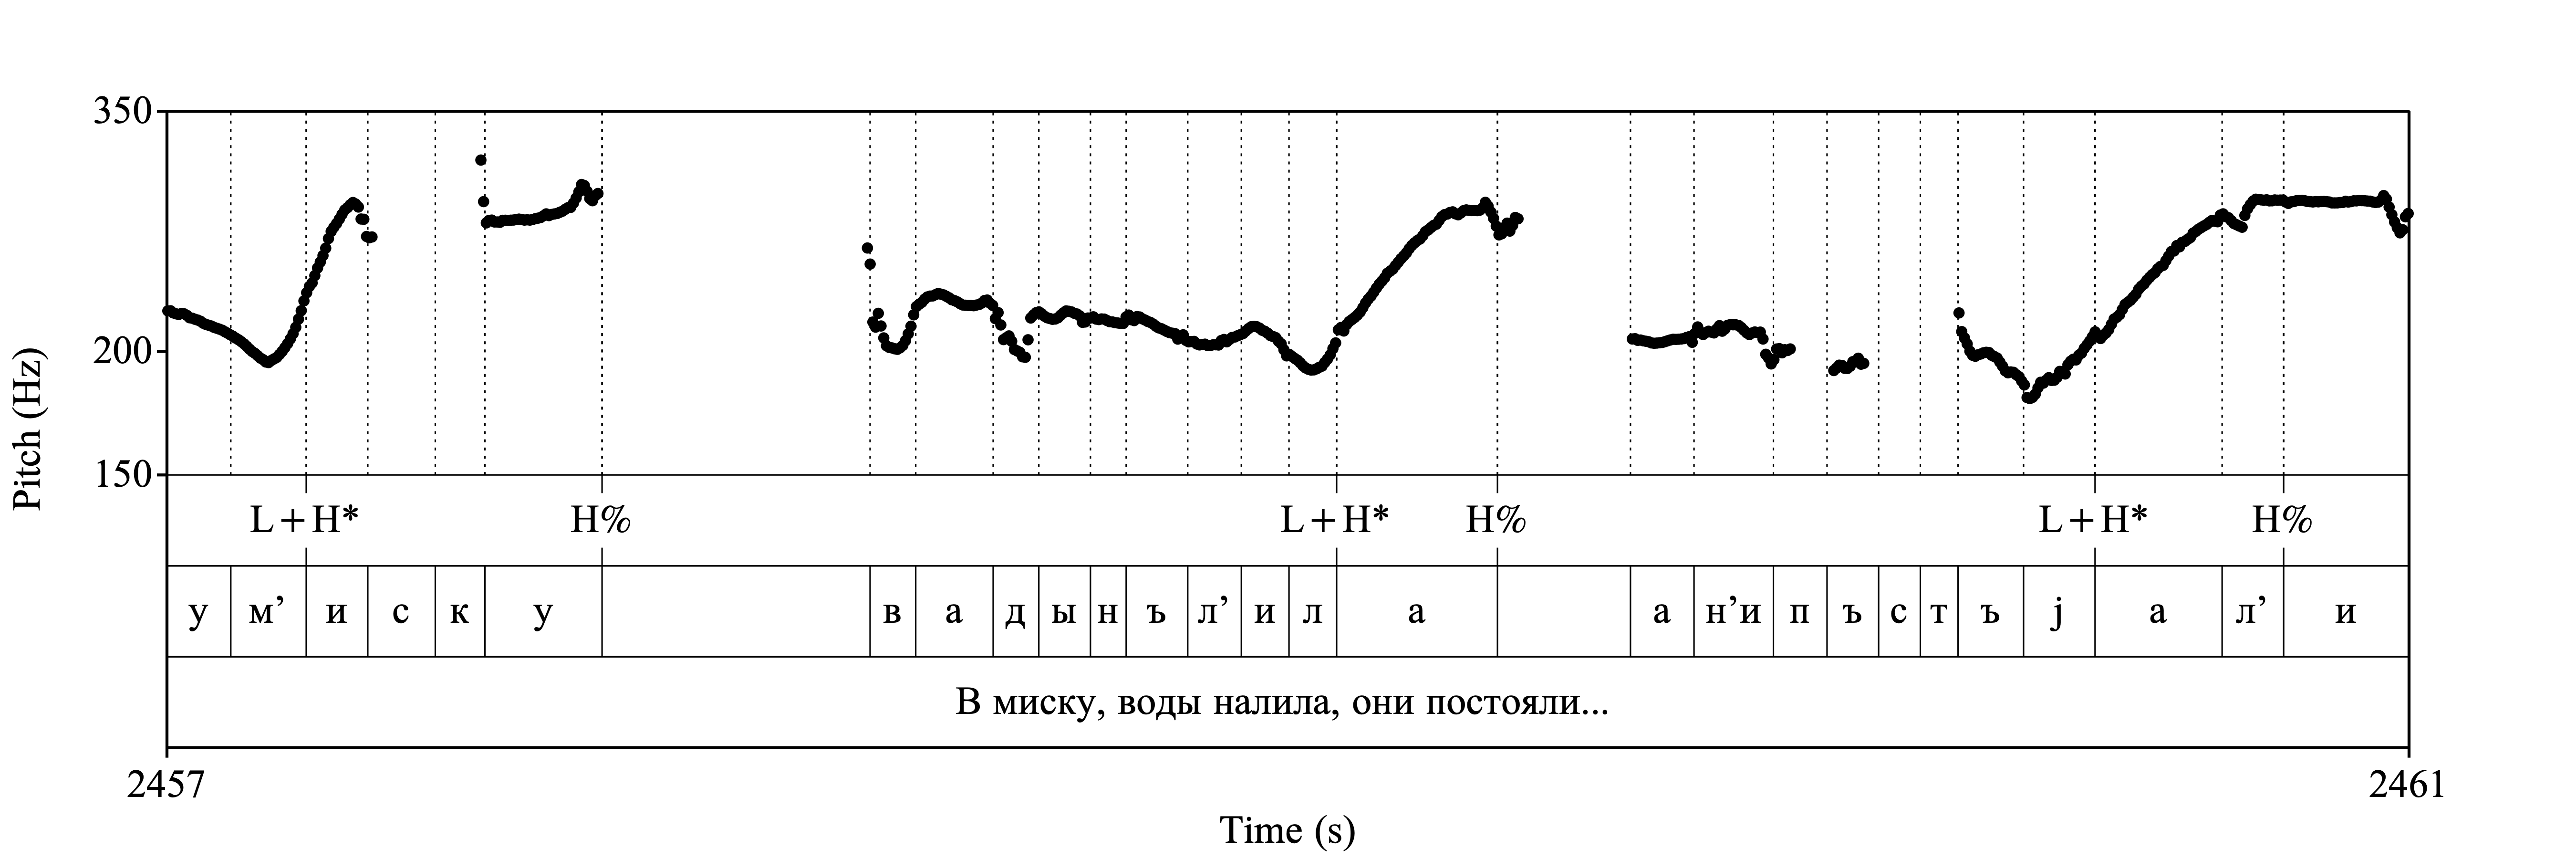 350
200
150
Pitch (Hz)
L+H* H% L+H* H% L+H* H%
у м’ и с к у в а д ы н ъ л’ и л а а н’и п ъ с т ъ j а л’ и
В миску, воды налила, они постояли...
2457 2461
Time (s)